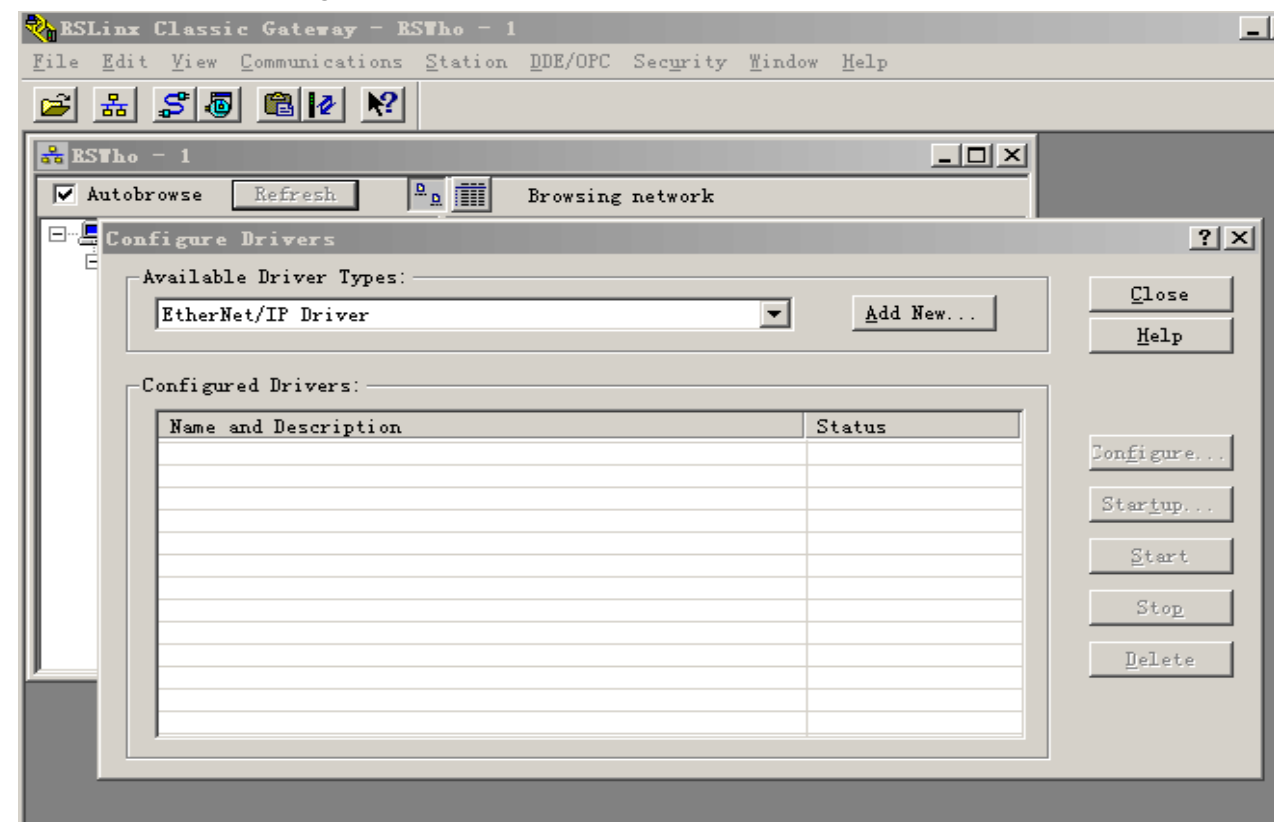 RSLinx Classic Gateway - RSWho - 1
File Edit View Communications Station DDE/OPC Security Window Help
RSWho - 1
Autobrowse Refresh Browsing network
Configure Drivers
Available Driver Types:
EtherNet/IP Driver
Add New...
Close
Help
Configured Drivers:
Name and Description Status
Configure...
Startup...
Start
Stop
Delete